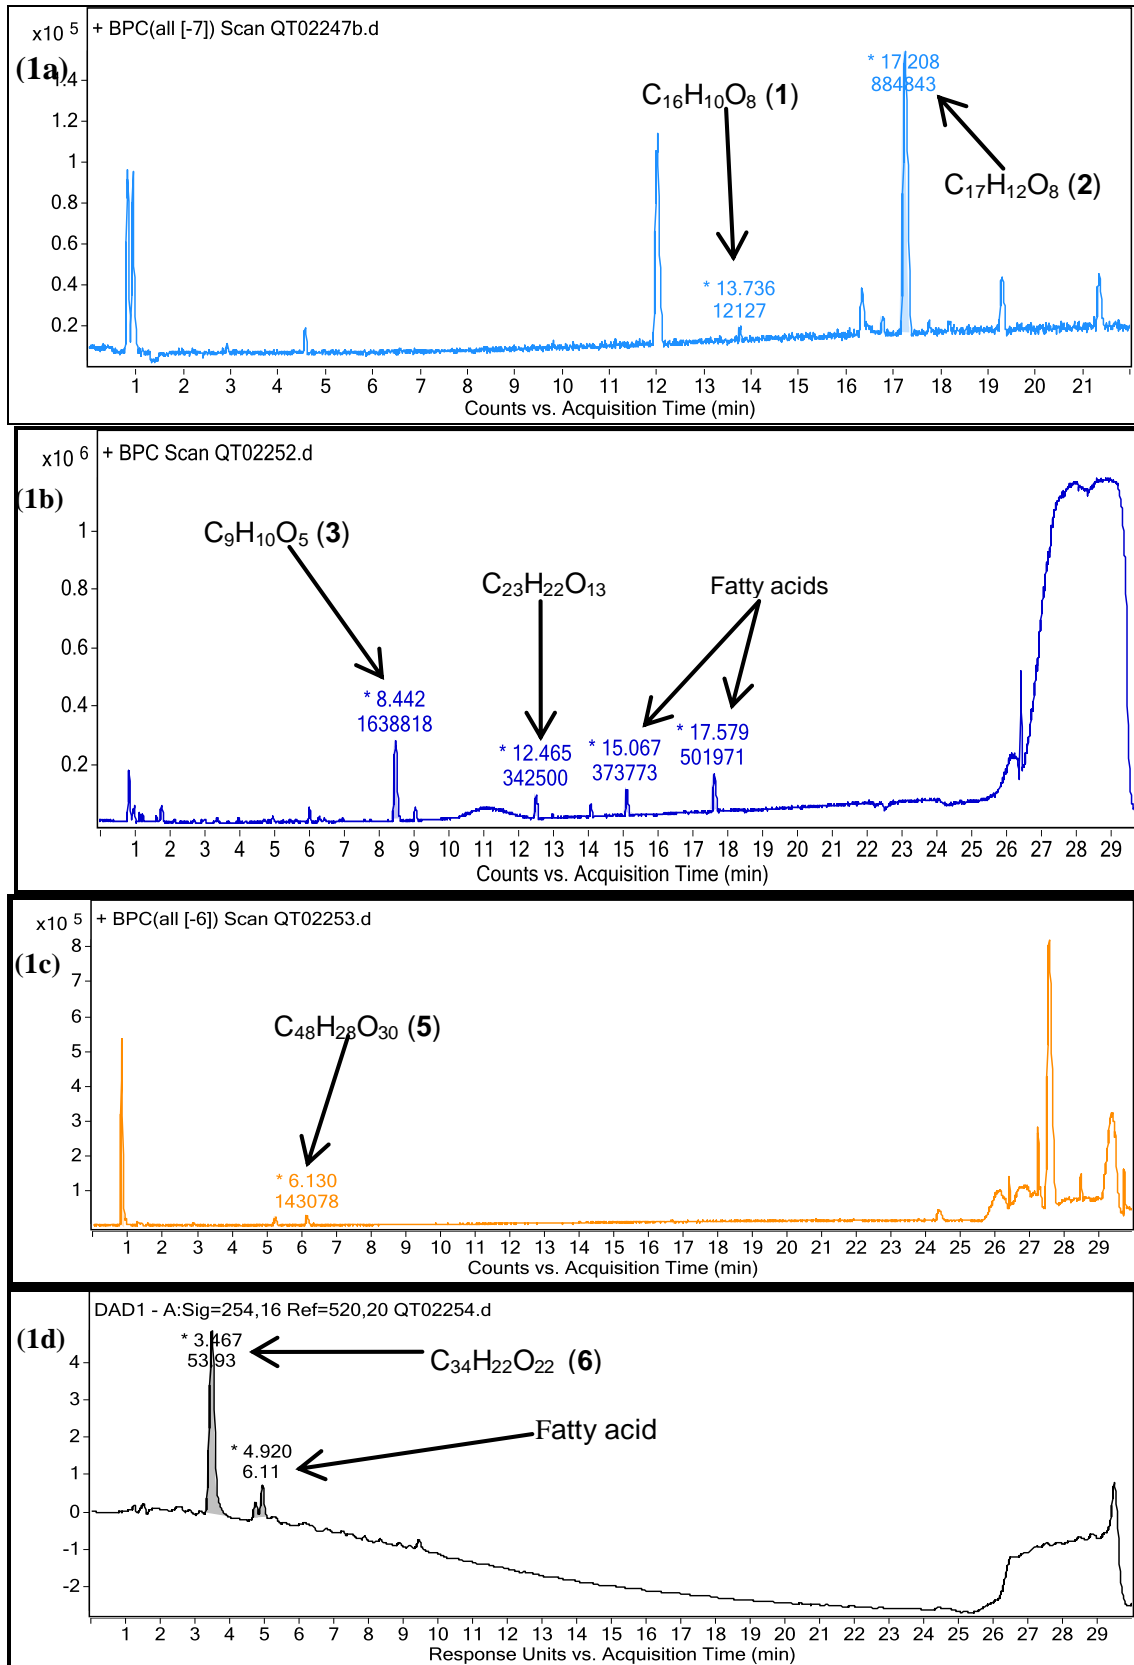 + BPC(all [-7]) Scan QT02247b.d
x10 5
(1a)
1.4
1.2
1
0.8
0.6
0.4
0.2
C16H10O8 (1)
* 17.208
884843
C17H12O8 (2)
* 13.736
12127
1 2 3 4 5 6 7 8 9 10 11 12 13 14 15 16 17 18 19 20 21
Counts vs. Acquisition Time (min)
+ BPC Scan QT02252.d
x10 6
(1b)
1
0.8
0.6
0.4
0.2
C9H10O5 (3)
C23H22O13
Fatty acids
* 8.442
1638818
* 12.465
342500
* 15.067
373773
* 17.579
501971
1 2 3 4 5 6 7 8 9 10 11 12 13 14 15 16 17 18 19 20 21 22 23 24 25 26 27 28 29
Counts vs. Acquisition Time (min)
+ BPC(all [-6]) Scan QT02253.d
x10 5
(1c)
8
7
6
5
4
3
2
1
C48H28O30 (5)
* 6.130
143078
1 2 3 4 5 6 7 8 9 10 11 12 13 14 15 16 17 18 19 20 21 22 23 24 25 26 27 28 29
Counts vs. Acquisition Time (min)
DAD1 - A:Sig=254,16 Ref=520,20 QT02254.d
(1d)
4
3
2
1
0
-1
-2
* 3.467
53.93
C34H22O22 (6)
* 4.920
6.11
Fatty acid
1 2 3 4 5 6 7 8 9 10 11 12 13 14 15 16 17 18 19 20 21 22 23 24 25 26 27 28 29
Response Units vs. Acquisition Time (min)